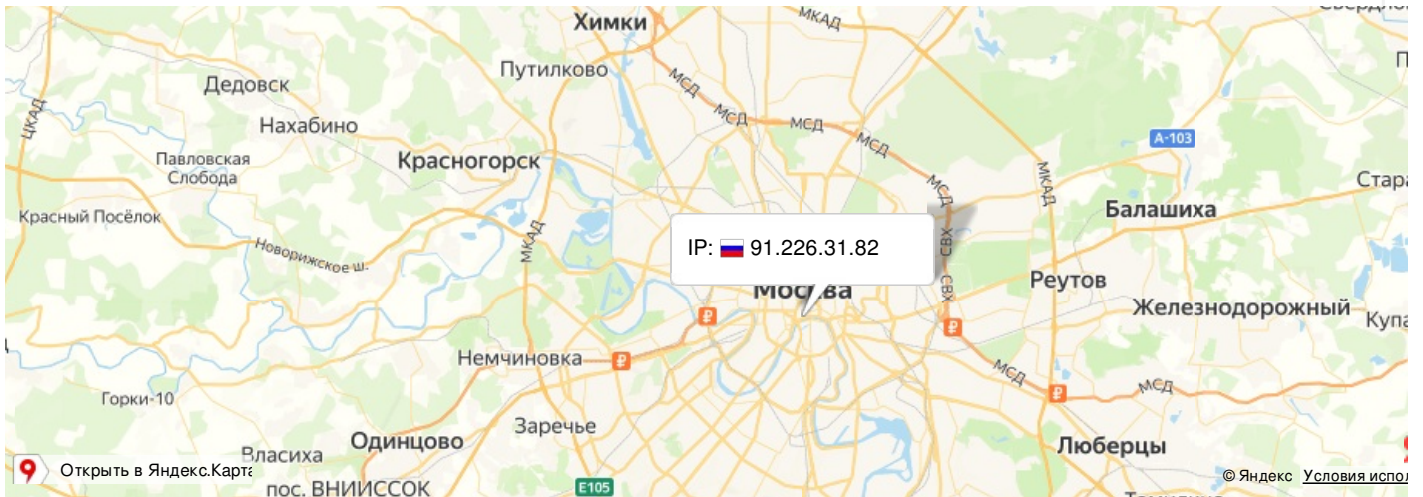 Химки
МКАД
Путилково
Дедовск
МСД
ЦКАД
Нахабино
МСД
МСД
МСД
А-103
Павловская
Слобода
Красногорск
МКАД
МСД
Красный Посёлок
Балашиха
Новорижское ш.
МКАД
СВХ
IP: 91.226.31.82
СВХ
Москва
Реутов
Железнодорожный
Немчиновка
МСД
МСД
Горки-10
Заречье
Одинцово
Люберцы
Власиха
Открыть в Яндекс.Карта
© Яндекс Условия испол
пос. ВНИИССОК
E105